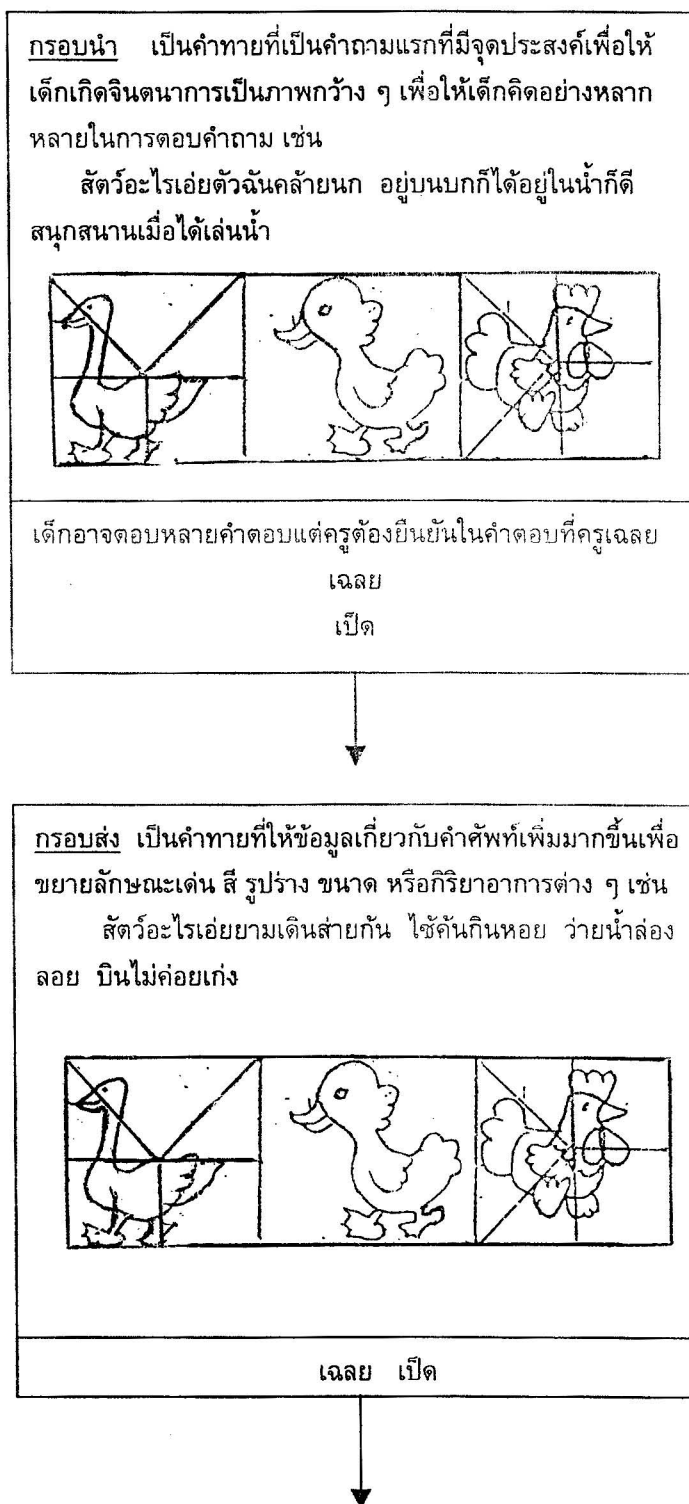 กรอบนำ เป็นคำทายที่เป็นคำถามแรกที่มีจุดประสงค์เพื่อให้
เด็กเกิดจินตนาการเป็นภาพกว้าง ๆ เพื่อให้เด็กคิดอย่างหลาก
หลายในการตอบคำถาม เช่น
สัตว์อะไรเอ่ยตัวฉันคล้ายนก อยู่บนบกก็ได้อยู่ในน้ำก็ดี
สนุกสนานเมื่อได้เล่นน้ำ
เด็กอาจตอบหลายคำตอบแต่ครูต้องยืนยันในคำตอบที่ครูเฉลย
เฉลย
เป็ด
กรอบส่ง เป็นคำทายที่ให้ข้อมูลเกี่ยวกับคำศัพท์เพิ่มมากขึ้นเพื่อ
ขยายลักษณะเด่น สี รูปร่าง ขนาด หรือกิริยาอาการต่าง ๆ เช่น
สัตว์อะไรเอ่ยยามเดินส่ายก้น ไซ้ค้นกินหอย ว่ายน้ำล่อง
ลอย บินไม่ค่อยเก่ง
เฉลย เป็ด